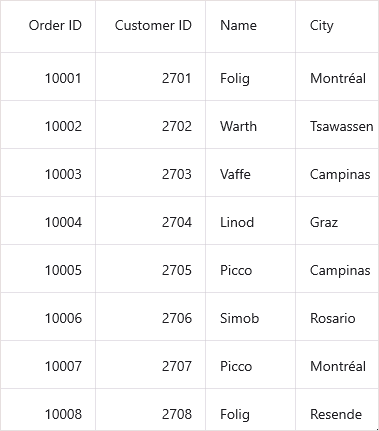 Order ID Customer ID Name City
10001 2701 Folig Montréal
10002 2702 Warth Tsawassen
10003 2703 Vaffe Campinas
10004 2704 Linod Graz
10005 2705 Picco Campinas
10006 2706 Simob Rosario
10007 2707 Picco Montréal
10008 2708 Folig Resende